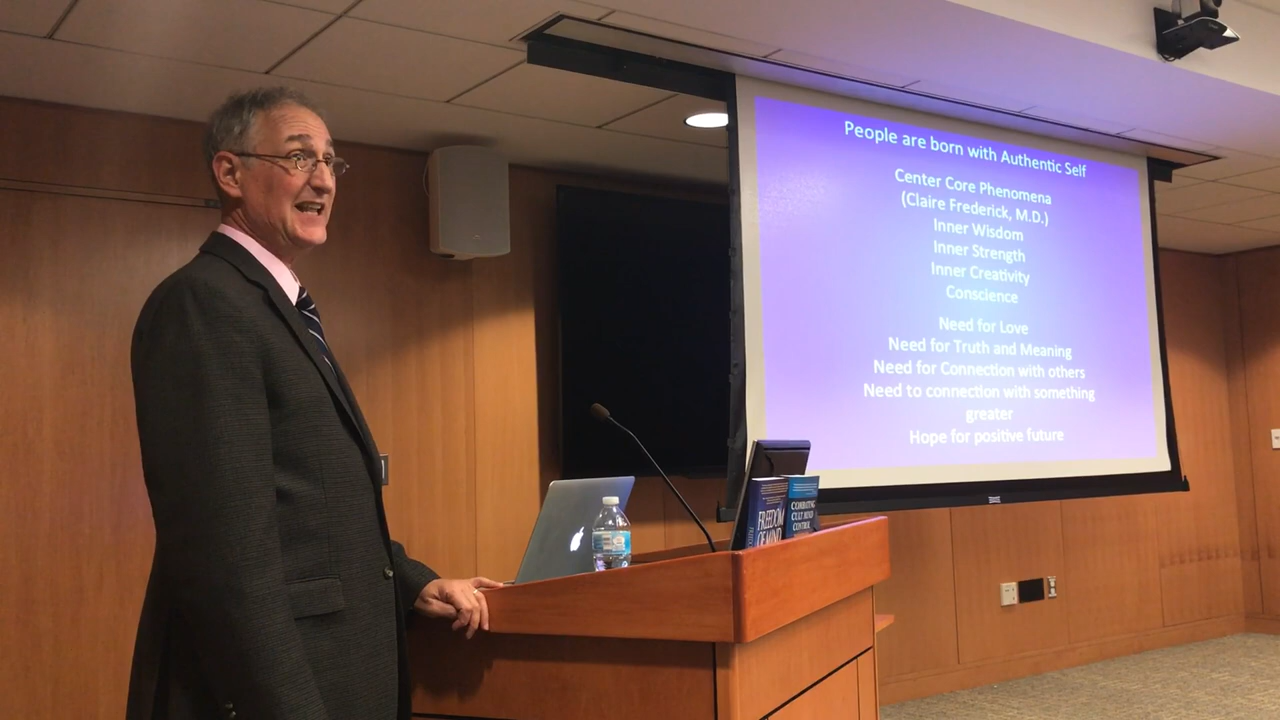 People are born with Authentic Self
Center Core Phenomena
(Claire Frederick, M.D.)
Inner Wisdom
Inner Strength
Inner Creativity
Conscience
Need for Love
Need for Truth and Meaning
Need for Connection with others
Need to connection with something
greater
Hope for positive future
FREEDOM
OF MIND
COMBATING
CULT MIND
CONTROL